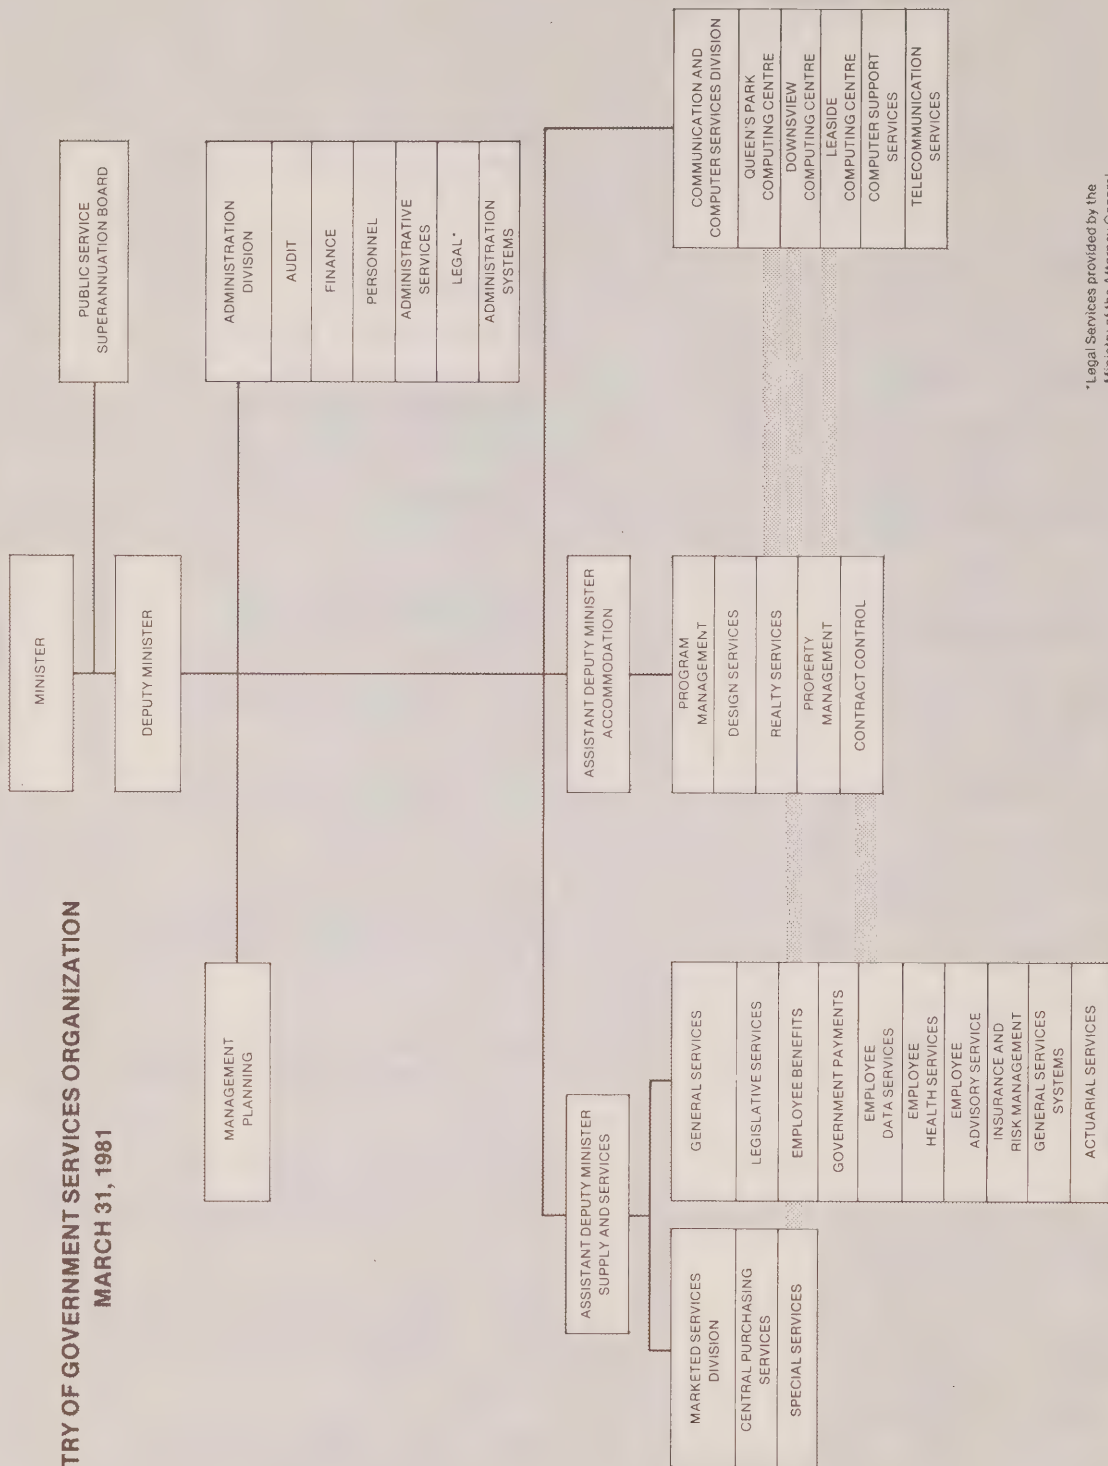 TRY OF GOVERNMENT SERVICES ORGANIZATION
MARCH 31, 1981
MINISTER
PUBLIC SERVICE
SUPERANNUATION BOARD
DEPUTY MINISTER
MANAGEMENT
PLANNING
ADMINISTRATION
DIVISION
AUDIT
FINANCE
PERSONNEL
ADMINISTRATIVE
SERVICES
LEGAL*
ADMINISTRATION
SYSTEMS
ASSISTANT DEPUTY MINISTER
SUPPLY AND SERVICES
MARKETED SERVICES
DIVISION
CENTRAL PURCHASING
SERVICES
SPECIAL SERVICES
GENERAL SERVICES
LEGISLATIVE SERVICES
EMPLOYEE BENEFITS
GOVERNMENT PAYMENTS
EMPLOYEE
DATA SERVICES
EMPLOYEE
HEALTH SERVICES
EMPLOYEE
ADVISORY SERVICE
INSURANCE AND
RISK MANAGEMENT
GENERAL SERVICES
SYSTEMS
ACTUARIAL SERVICES
ASSISTANT DEPUTY MINISTER
ACCOMMODATION
PROGRAM
MANAGEMENT
DESIGN SERVICES
REALTY SERVICES
PROPERTY
MANAGEMENT
CONTRACT CONTROL
COMMUNICATION AND
COMPUTER SERVICES DIVISION
QUEEN'S PARK
COMPUTING CENTRE
DOWNSVIEW
COMPUTING CENTRE
LEASIDE
COMPUTING CENTRE
COMPUTER SUPPORT
SERVICES
TELECOMMUNICATION
SERVICES
*Legal Services provided by the
Ministry of the Attorney General